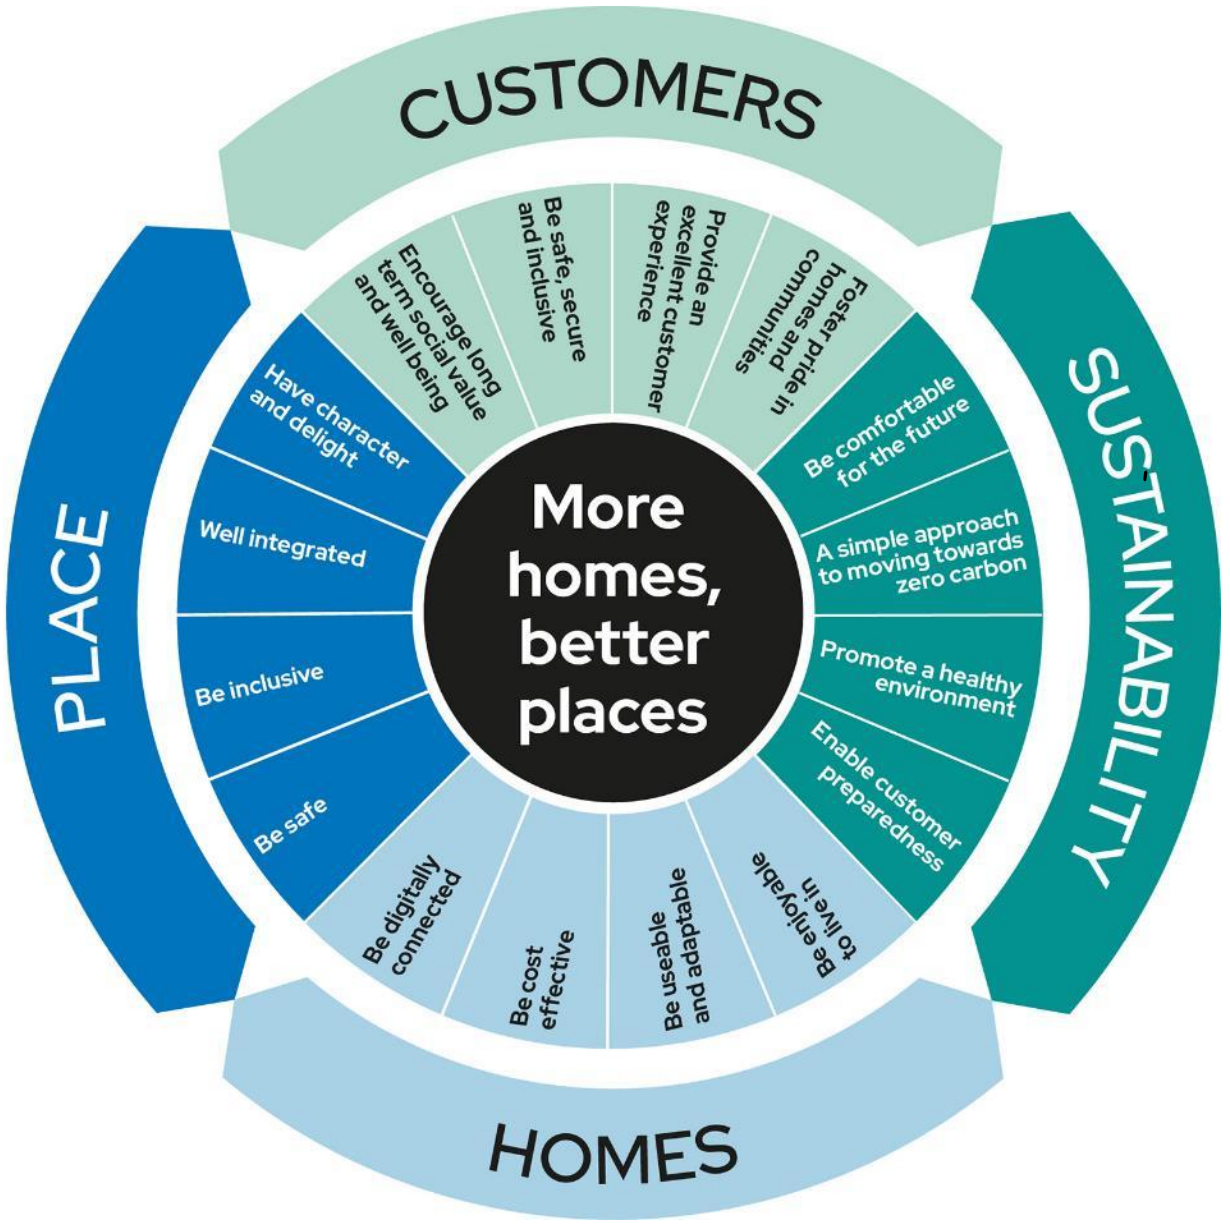 CUSTOMERS
Encourage long
term social value
and well being
Be safe, secure
and inclusive
Provide an
excellent customer
experience
Foster pride in
homes and
communities
SUSTAINABILITY
Be comfortable
for the future
A simple approach
to moving towards
zero carbon
Promote a healthy
environment
Enable customer
preparedness
HOMES
Be enjoyable
to live in
Be useable
and adaptable
Be cost
effective
Be digitally
connected
PLACE
Be safe
Be inclusive
Well integrated
Have character
and delight
More
homes,
better
places